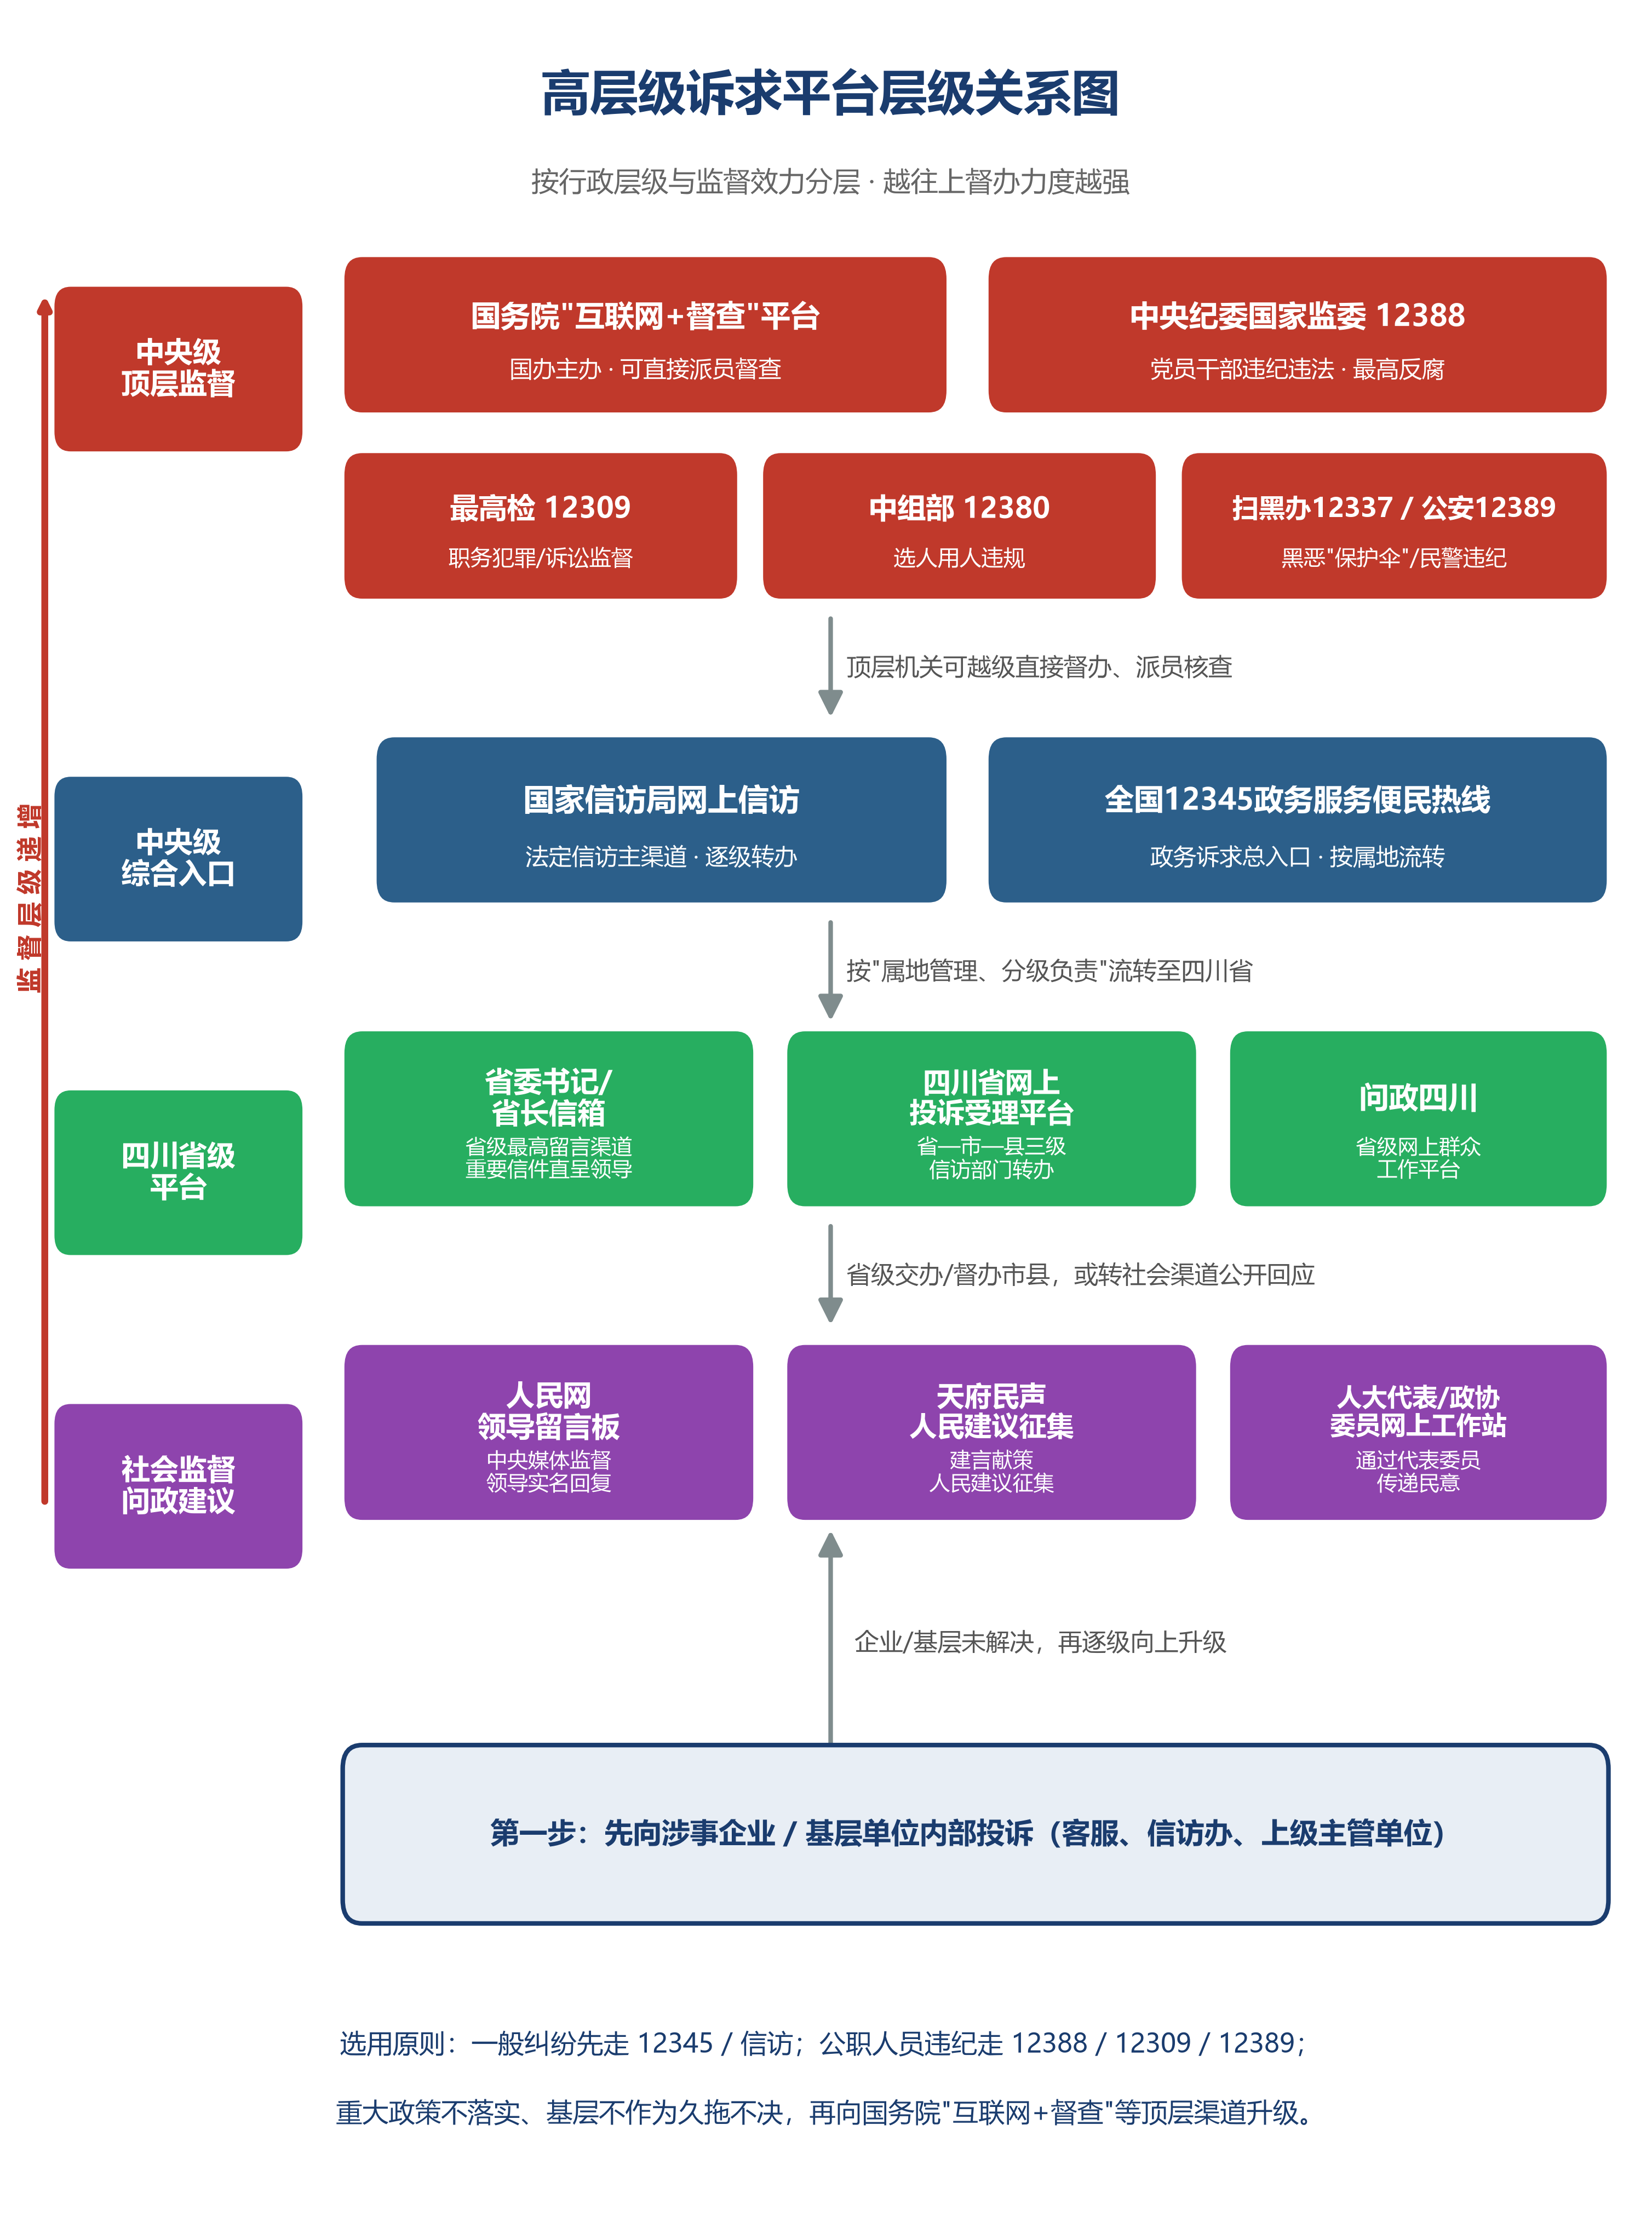 高层级诉求平台层级关系图
按行政层级与监督效力分层 · 越往上督办力度越强
监督层级递增
中央级
顶层监督
国务院"互联网+督查"平台
国办主办 · 可直接派员督查
中央纪委国家监委 12388
党员干部违纪违法 · 最高反腐
最高检 12309
职务犯罪/诉讼监督
中组部 12380
选人用人违规
扫黑办12337 / 公安12389
黑恶"保护伞"/民警违纪
顶层机关可越级直接督办、派员核查
中央级
综合入口
国家信访局网上信访
法定信访主渠道 · 逐级转办
全国12345政务服务便民热线
政务诉求总入口 · 按属地流转
按"属地管理、分级负责"流转至四川省
四川省级
平台
省委书记/
省长信箱
省级最高留言渠道
重要信件直呈领导
四川省网上
投诉受理平台
省—市—县三级
信访部门转办
问政四川
省级网上群众
工作平台
省级交办/督办市县，或转社会渠道公开回应
社会监督
问政建议
人民网
领导留言板
中央媒体监督
领导实名回复
天府民声
人民建议征集
建言献策
人民建议征集
人大代表/政协
委员网上工作站
通过代表委员
传递民意
企业/基层未解决，再逐级向上升级
第一步：先向涉事企业 / 基层单位内部投诉（客服、信访办、上级主管单位）
选用原则：一般纠纷先走 12345 / 信访；公职人员违纪走 12388 / 12309 / 12389；
重大政策不落实、基层不作为久拖不决，再向国务院"互联网+督查"等顶层渠道升级。